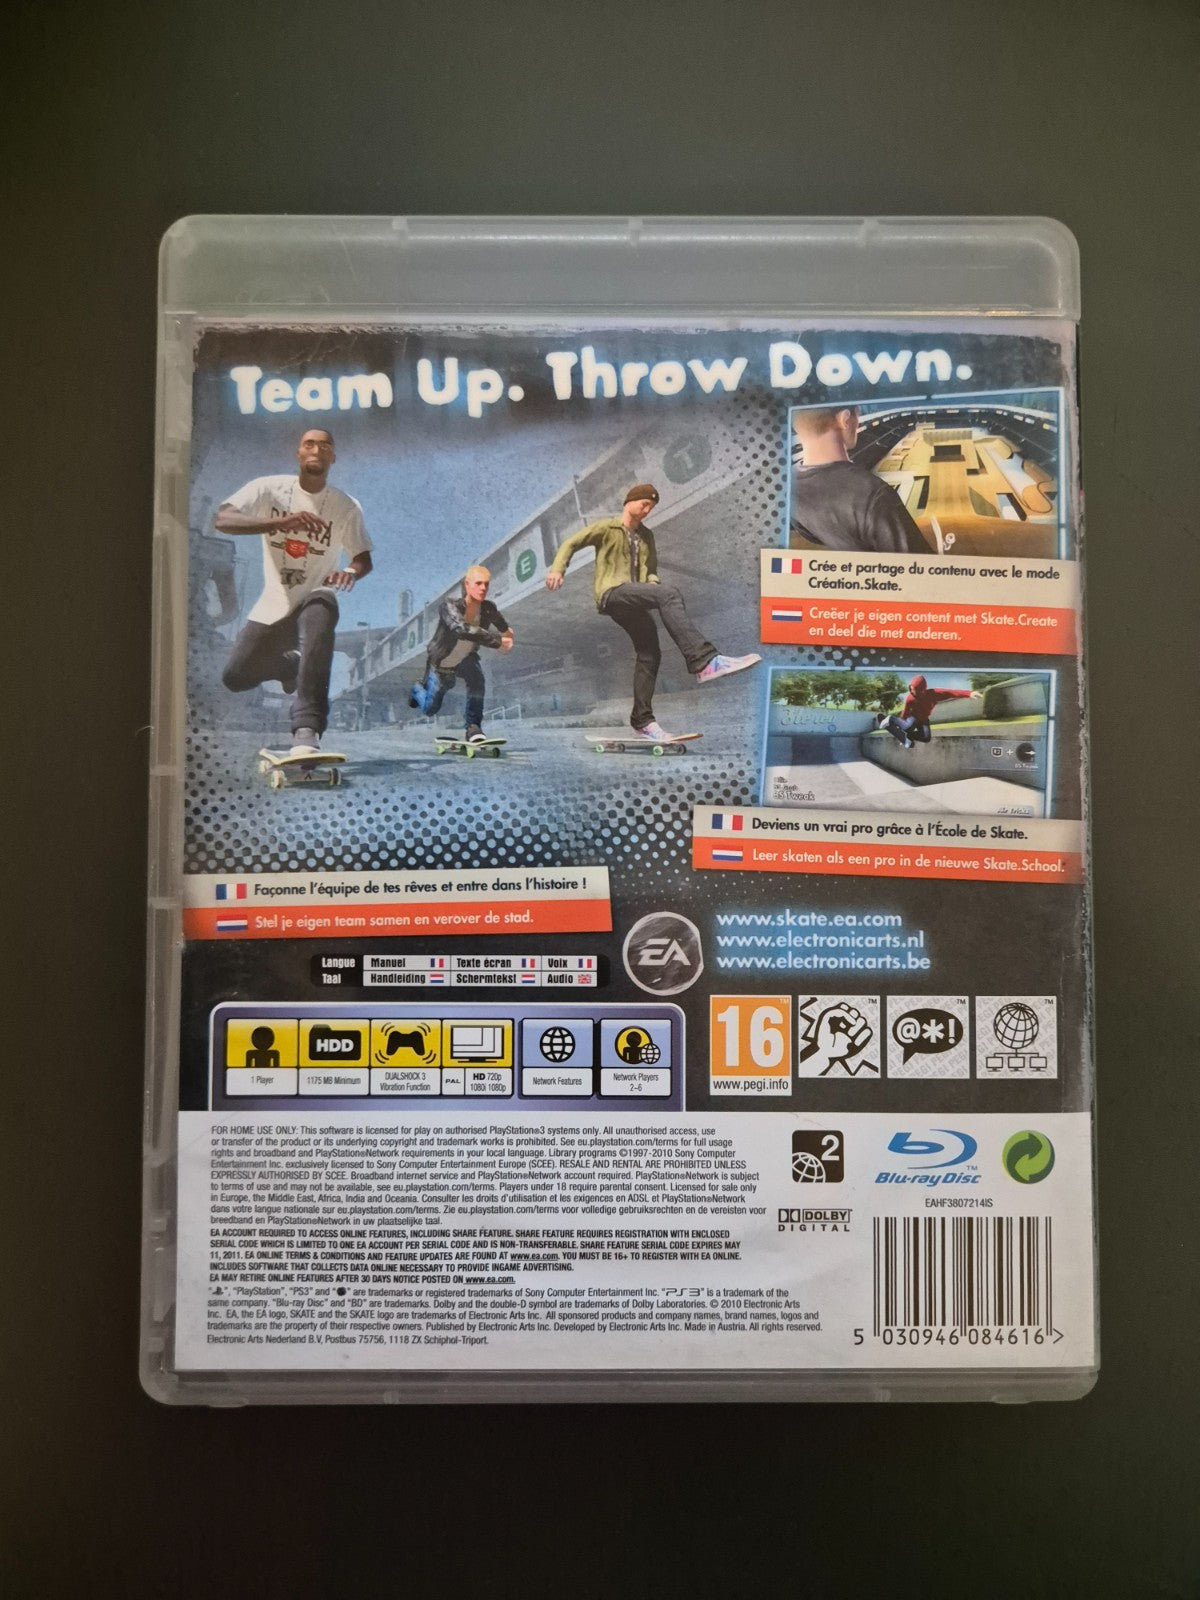 Team Up. Throw Down.
T
E
Crée et partage du contenu avec le mode
Création.Skate.
Creëer je eigen content met Skate.Create
en deel die met anderen.
BS Tweak
Deviens un vrai pro grâce à l'École de Skate.
Leer skaten als een pro in de nieuwe Skate.School.
Façonne l'équipe de tes rêves et entre dans l'histoire !
Stel je eigen team samen en verover de stad.
EA
www.skate.ea.com
www.electronicarts.nl
www.electronicarts.be
Langue Manuel Texte écran Voix
Taal Handleiding Schermtekst Audio
HDD
1 Player
1175 MB Minimum
DUALSHOCK 3
Vibration Function
PAL
HD 720p
1080i 1080p
Network Features
Network Players
2-6
16
www.pegi.info
@*!
FOR HOME USE ONLY: This software is licensed for play on authorised PlayStation®3 systems only. All unauthorised access, use
or transfer of the product or its underlying copyright and trademark works is prohibited. See eu.playstation.com/terms for full usage
rights and broadband and PlayStation®Network requirements in your local language. Library programs ©1997-2010 Sony Computer
Entertainment Inc. exclusively licensed to Sony Computer Entertainment Europe (SCEE). RESALE AND RENTAL ARE PROHIBITED UNLESS
EXPRESSLY AUTHORISED BY SCEE. Broadband internet service and PlayStation®Network account required. PlayStation®Network is subject
to terms of use and may not be available, see eu.playstation.com/terms. Players under 18 require parental consent. Licensed for sale only
in Europe, the Middle East, Africa, India and Oceania. Consulter les droits d'utilisation et les exigences en ADSL et PlayStation®Network
dans votre langue nationale sur eu.playstation.com/terms. Zie eu.playstation.com/terms voor volledige gebruiksrechten en de vereisten voor
breedband en PlayStation®Network in uw plaatselijke taal.
EA ACCOUNT REQUIRED TO ACCESS ONLINE FEATURES, INCLUDING SHARE FEATURE. SHARE FEATURE REQUIRES REGISTRATION WITH ENCLOSED
SERIAL CODE WHICH IS LIMITED TO ONE EA ACCOUNT PER SERIAL CODE AND IS NON-TRANSFERABLE. SHARE FEATURE SERIAL CODE EXPIRES MAY
11, 2011. EA ONLINE TERMS & CONDITIONS AND FEATURE UPDATES ARE FOUND AT www.ea.com. YOU MUST BE 16+ TO REGISTER WITH EA ONLINE.
INCLUDES SOFTWARE THAT COLLECTS DATA ONLINE NECESSARY TO PROVIDE INGAME ADVERTISING.
EA MAY RETIRE ONLINE FEATURES AFTER 30 DAYS NOTICE POSTED ON www.ea.com.
" ", "PlayStation", "PS3" and " " are trademarks or registered trademarks of Sony Computer Entertainment Inc. "PS3" is a trademark of the
same company. "Blu-ray Disc" and "BD" are trademarks. Dolby and the double-D symbol are trademarks of Dolby Laboratories. © 2010 Electronic Arts
Inc. EA, the EA logo, SKATE and the SKATE logo are trademarks of Electronic Arts Inc. All sponsored products and company names, brand names, logos and
trademarks are the property of their respective owners. Published by Electronic Arts Inc. Developed by Electronic Arts Inc. Made in Austria. All rights reserved.
Electronic Arts Nederland B.V, Postbus 75756, 1118 ZX Schiphol-Triport.
2
Blu-ray Disc
DOLBY
DIGITAL
EAHF3807214IS
5 030946 084616 >